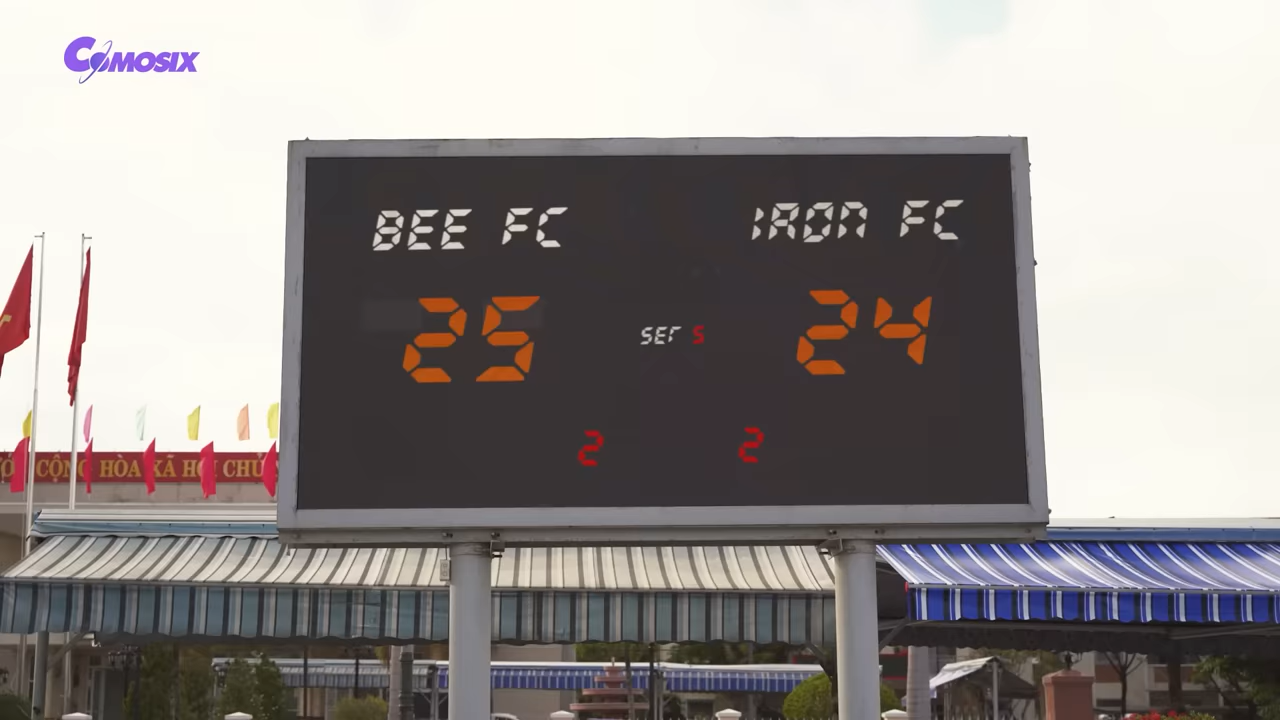 COMOSIX
BEE FC
IRON FC
25
SET 5
24
2
2
CỘNG HÒA XÃ HỘI CHỦ